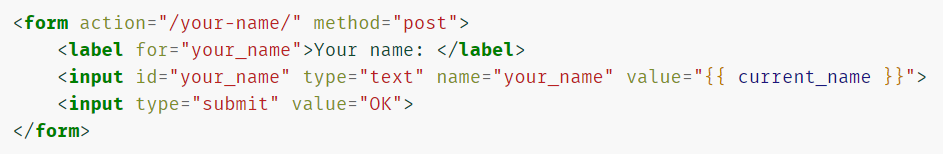 <form action="/your-name/" method="post">
    <label for="your_name">Your name: </label>
    <input id="your_name" type="text" name="your_name" value="{{ current_name }}">
    <input type="submit" value="OK">
</form>